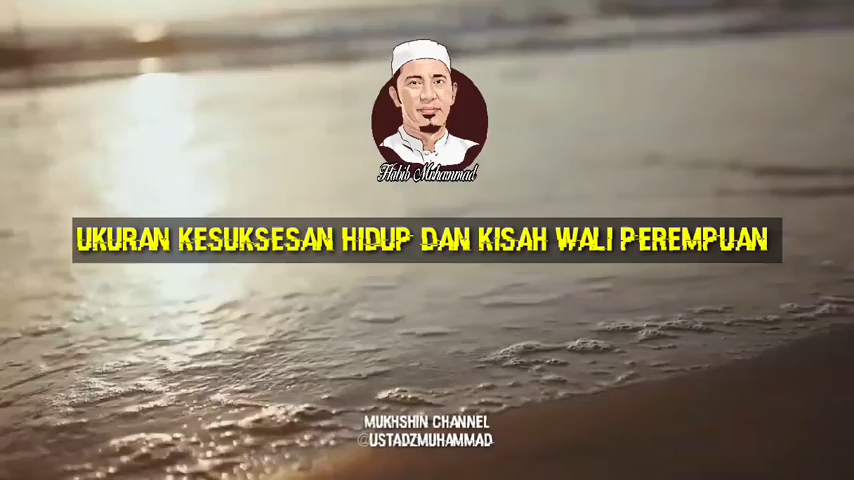 Habib Muhammad
UKURAN KESUKSESAN HIDUP DAN KISAH WALI PEREMPUAN
MUKHSHIN CHANNEL
@USTADZMUHAMMAD